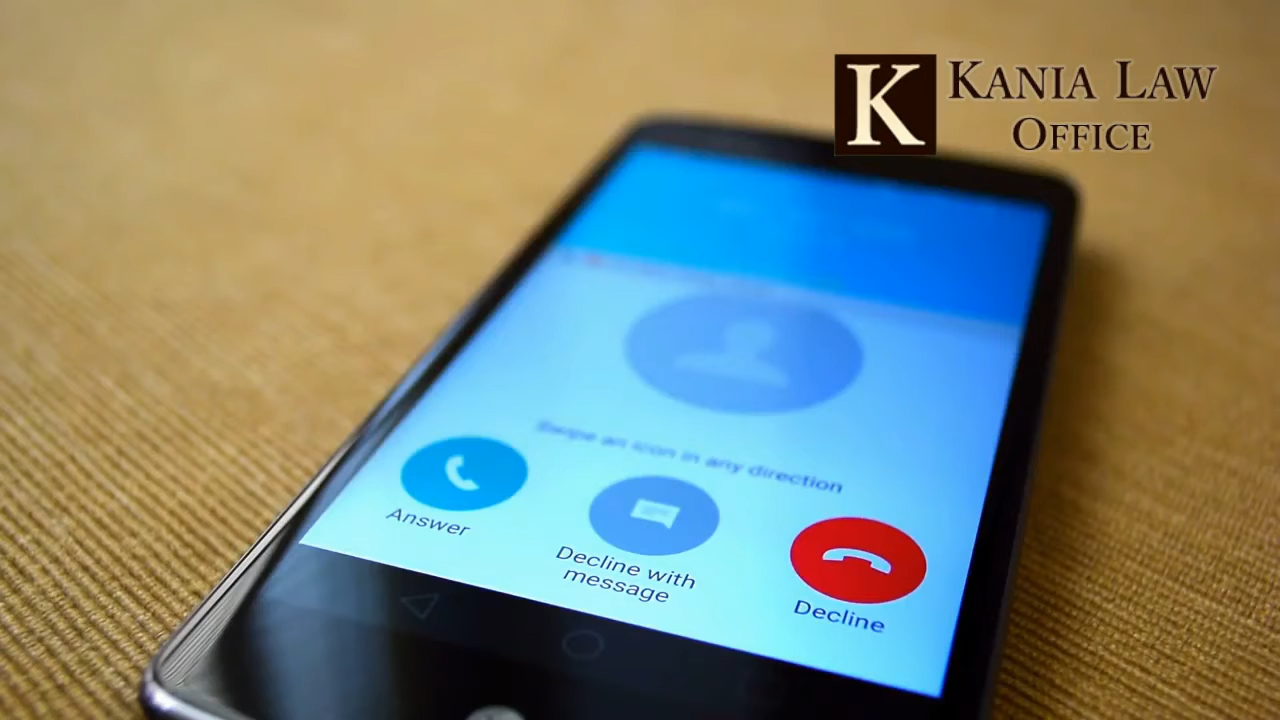 K
KANIA LAW
OFFICE
Swipe an icon in any direction
Answer
Decline with
message
Decline